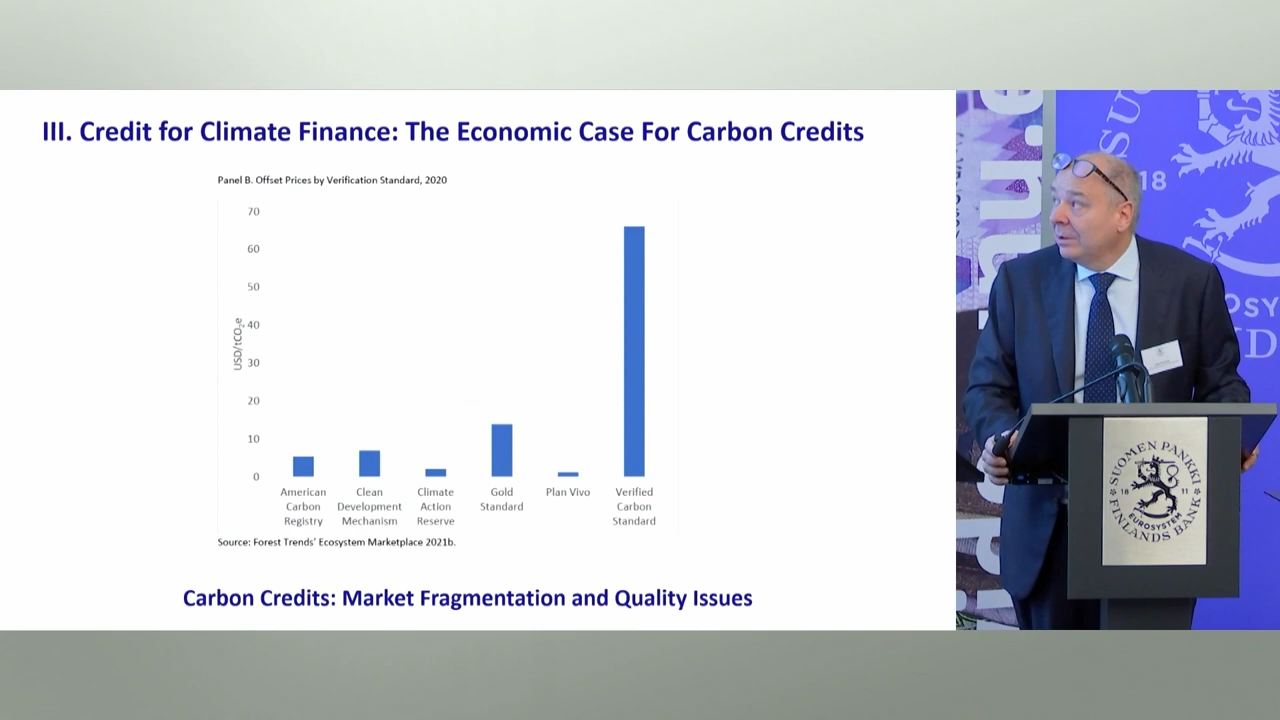 III. Credit for Climate Finance: The Economic Case For Carbon Credits
Panel B. Offset Prices by Verification Standard, 2020
70
60
50
40
30
20
10
0
USD/tCO₂e
American Carbon Registry
Clean Development Mechanism
Climate Action Reserve
Gold Standard
Plan Vivo
Verified Carbon Standard
Source: Forest Trends' Ecosystem Marketplace 2021b.
Carbon Credits: Market Fragmentation and Quality Issues
SUO
18
OSY
D
SUOMEN PANKKI
18 11
EUROSYSTEM
FINLANDS BANK